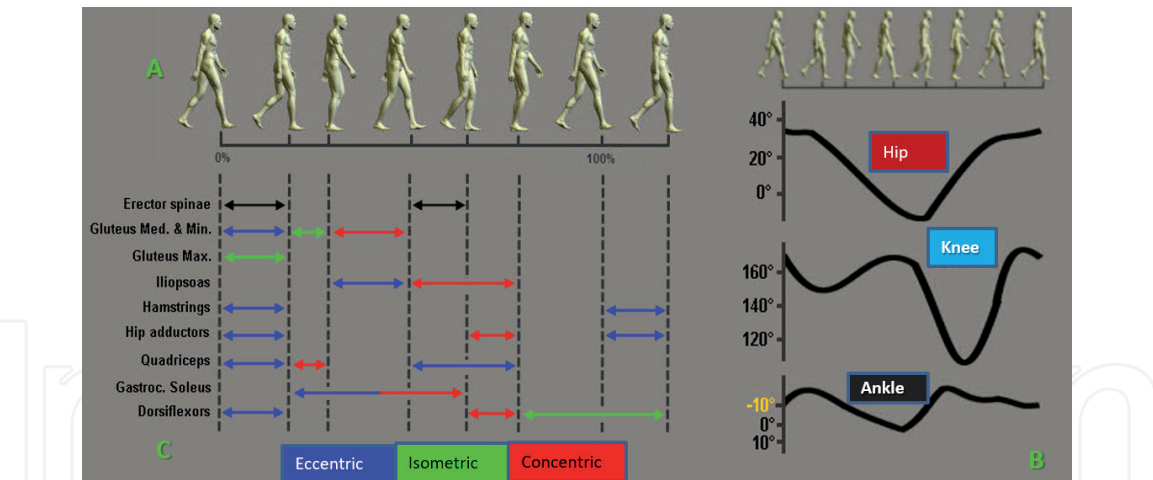 A
0%
100%
Erector spinae
Gluteus Med. & Min.
Gluteus Max.
Iliopsoas
Hamstrings
Hip adductors
Quadriceps
Gastroc. Soleus
Dorsiflexors
C
Eccentric
Isometric
Concentric
40°
20°
0°
Hip
Knee
160°
140°
120°
Ankle
-10°
0°
10°
B